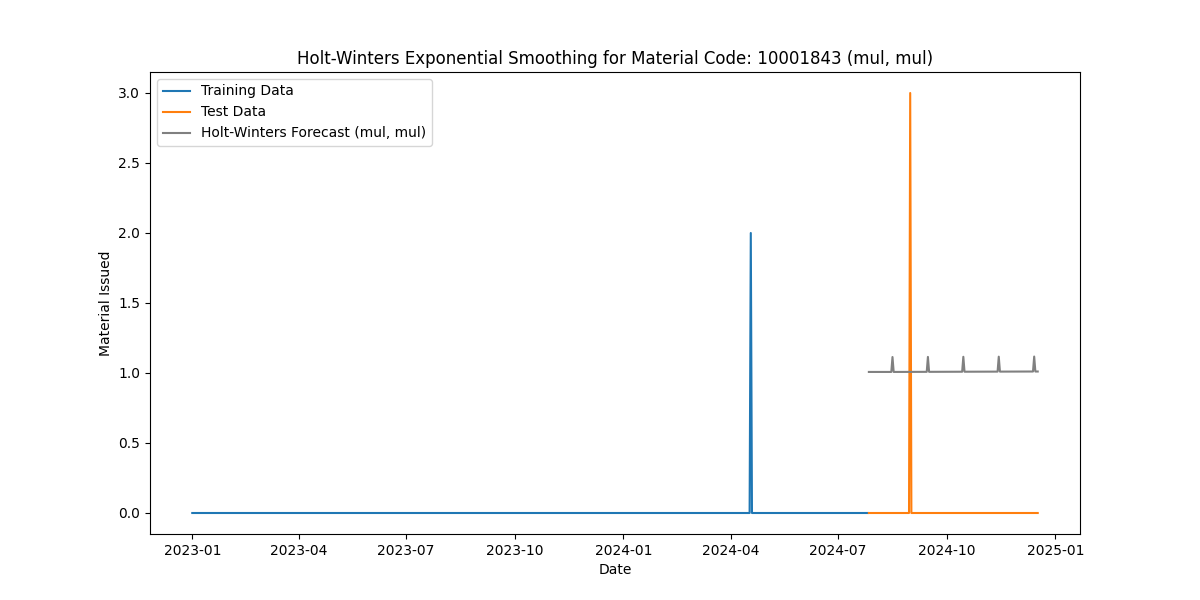 Holt-Winters Exponential Smoothing for Material Code: 10001843 (mul, mul)
Training Data
Test Data
Holt-Winters Forecast (mul, mul)
Material Issued
3.0
2.5
2.0
1.5
1.0
0.5
0.0
2023-01 2023-04 2023-07 2023-10 2024-01 2024-04 2024-07 2024-10 2025-01
Date